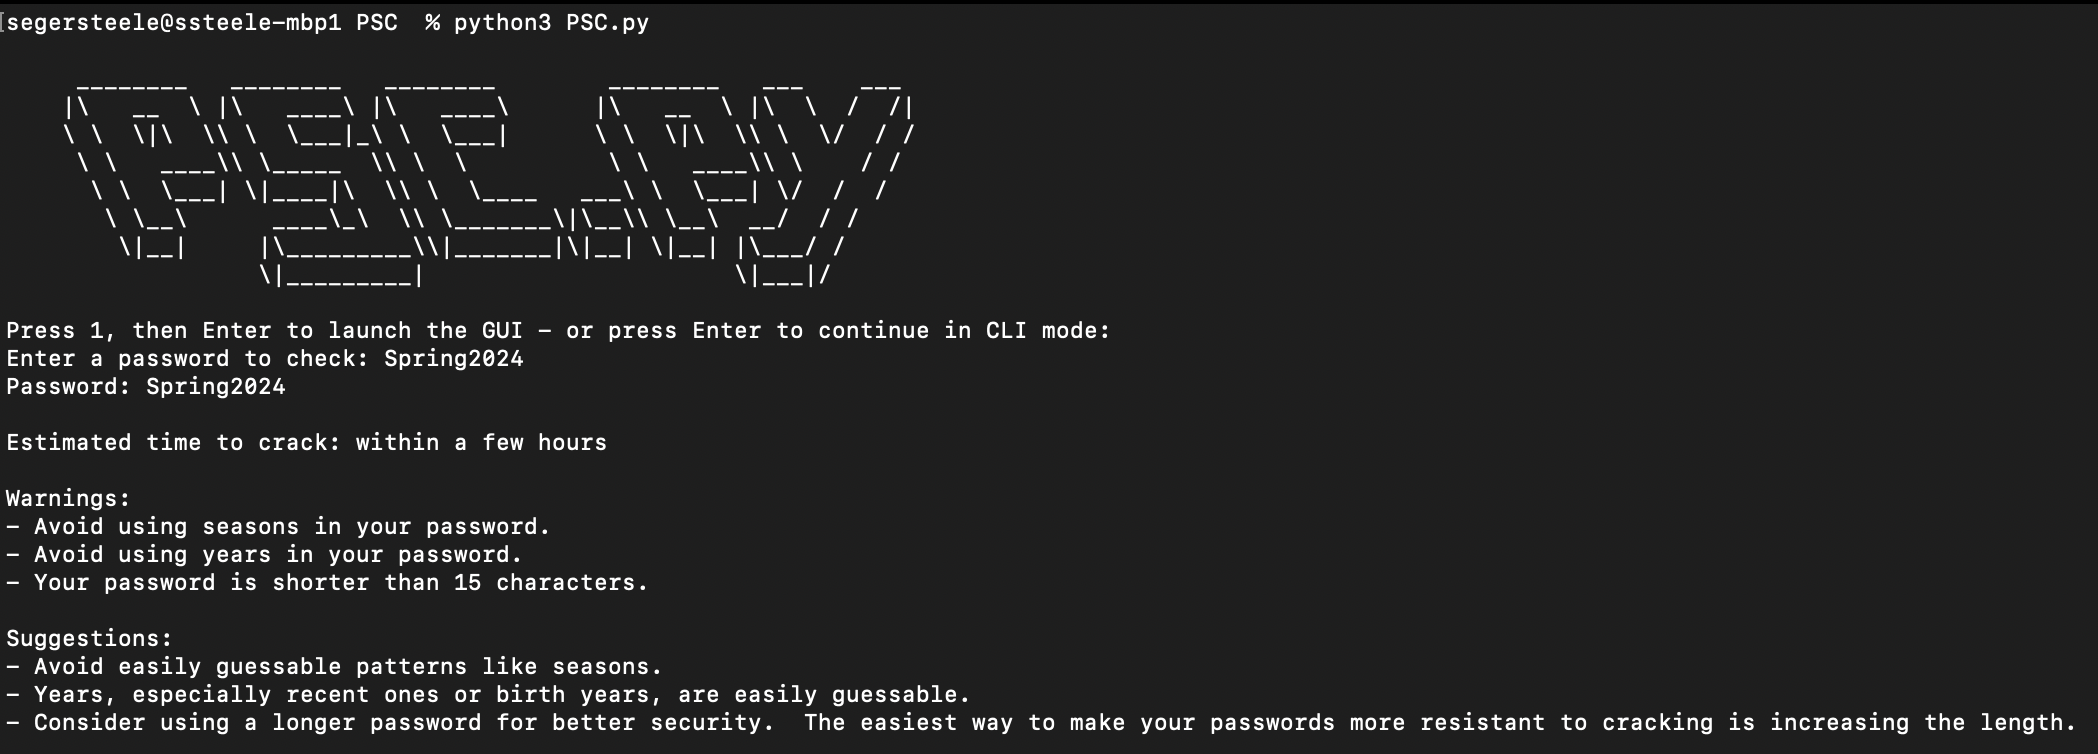 segersteele@ssteele-mbp1 PSC  % python3 PSC.py
PSC.PY
Press 1, then Enter to launch the GUI – or press Enter to continue in CLI mode:
Enter a password to check: Spring2024
Password: Spring2024
Estimated time to crack: within a few hours
Warnings:
– Avoid using seasons in your password.
– Avoid using years in your password.
– Your password is shorter than 15 characters.
Suggestions:
– Avoid easily guessable patterns like seasons.
– Years, especially recent ones or birth years, are easily guessable.
– Consider using a longer password for better security.  The easiest way to make your passwords more resistant to cracking is increasing the length.